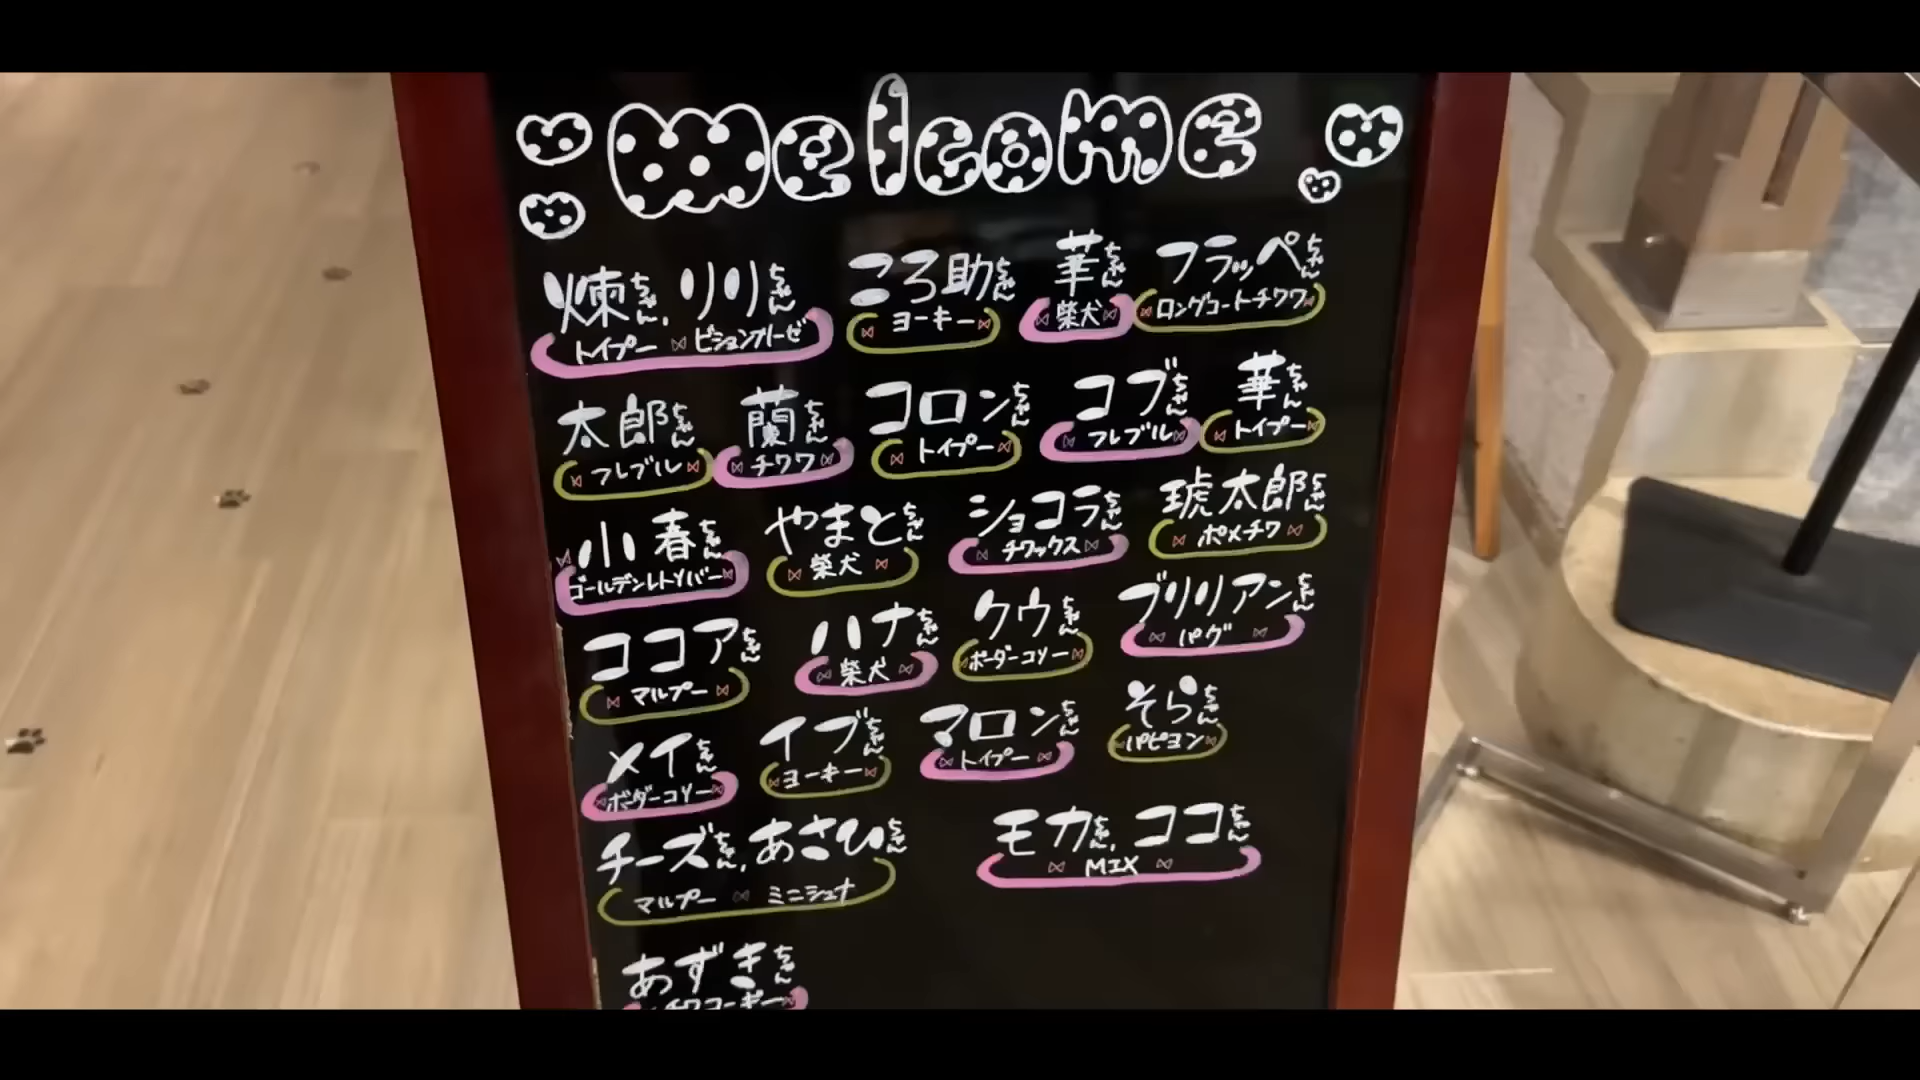 Welcome
煉ちゃん、リリちゃん ころ助ちゃん 華ちゃん フラッペちゃん
トイプー ビションフリーゼ ヨーキー 柴犬 ロングコートチワワ
太郎ちゃん 蘭ちゃん コロンちゃん コブちゃん 華ちゃん
フレブル チワワ トイプー フレブル トイプー
小春ちゃん やまとちゃん ショコラちゃん 琥太郎ちゃん
ゴールデンレトリバー 柴犬 チワックス ポメチワ
ココアちゃん ハナちゃん クウちゃん ブリリアンちゃん
マルプー 柴犬 ボーダーコリー パグ
メイちゃん イブちゃん マロンちゃん そらちゃん
ボーダーコリー ヨーキー トイプー パピヨン
チーズちゃん、あさひちゃん モカちゃん、ココちゃん
マルプー ミニシュナ MIX
あずきちゃん
チワコーギー